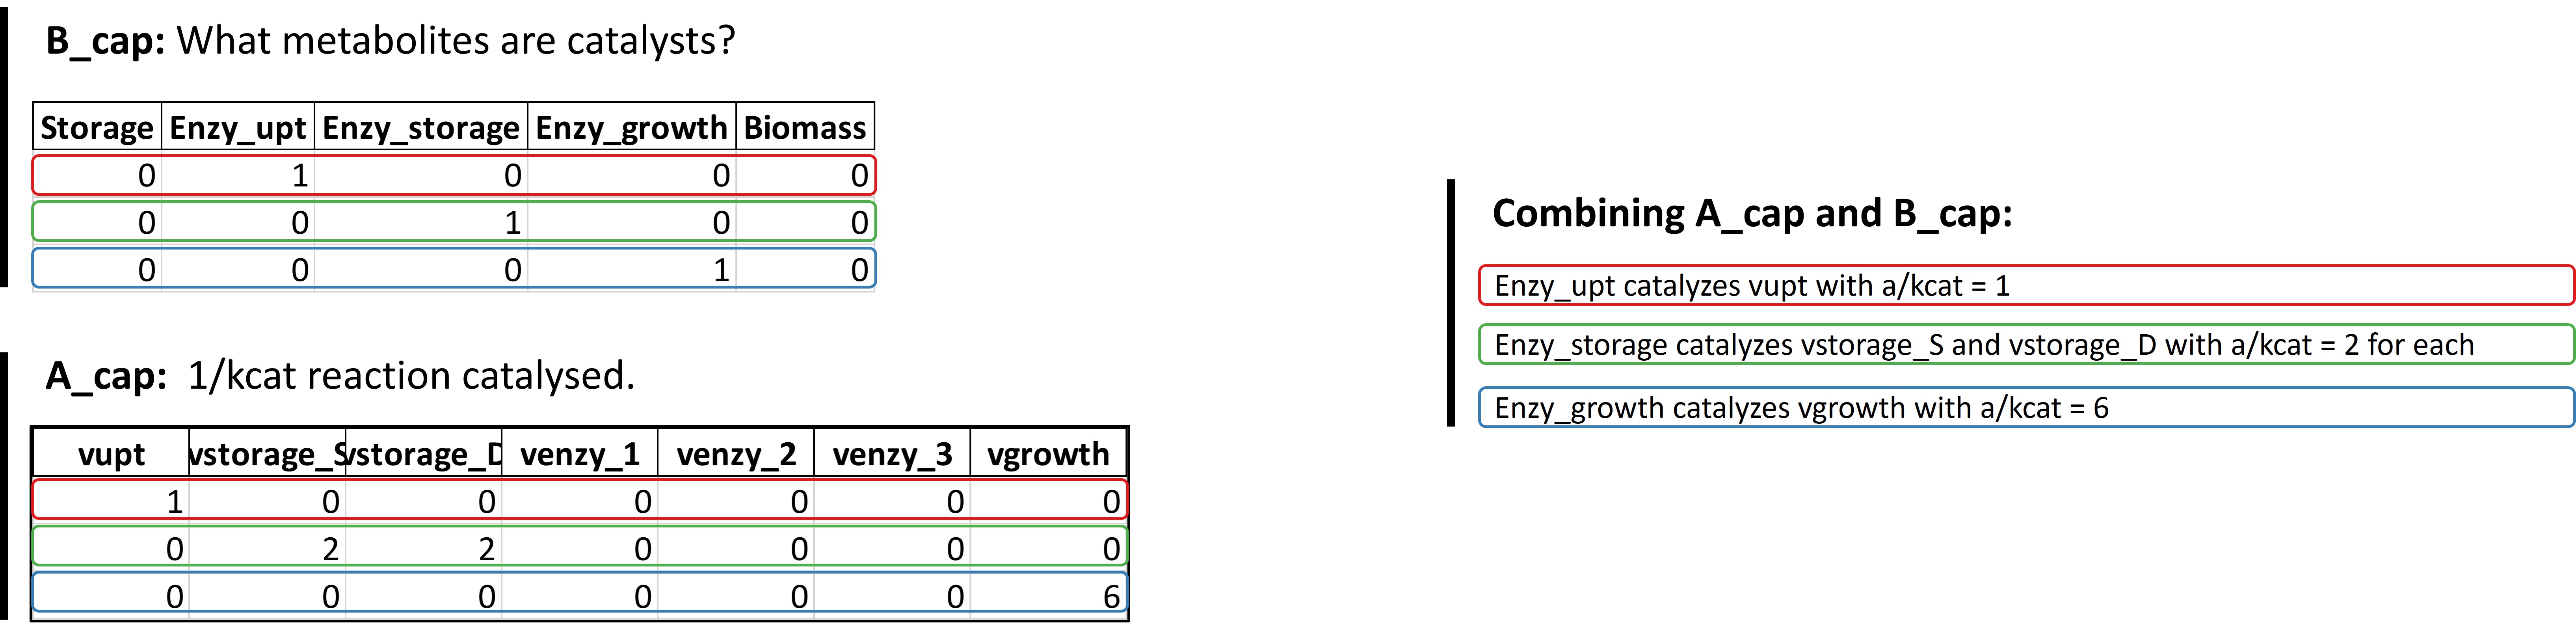 B_cap: What metabolites are catalysts?
Storage Enzy_upt Enzy_storage Enzy_growth Biomass
0 1 0 0 0
0 0 1 0 0
0 0 0 1 0
A_cap: 1/kcat reaction catalysed.
vupt vstorage_S vstorage_D venzy_1 venzy_2 venzy_3 vgrowth
1 0 0 0 0 0 0
0 2 2 0 0 0 0
0 0 0 0 0 0 6
Combining A_cap and B_cap:
Enzy_upt catalyzes vupt with a/kcat = 1
Enzy_storage catalyzes vstorage_S and vstorage_D with a/kcat = 2 for each
Enzy_growth catalyzes vgrowth with a/kcat = 6